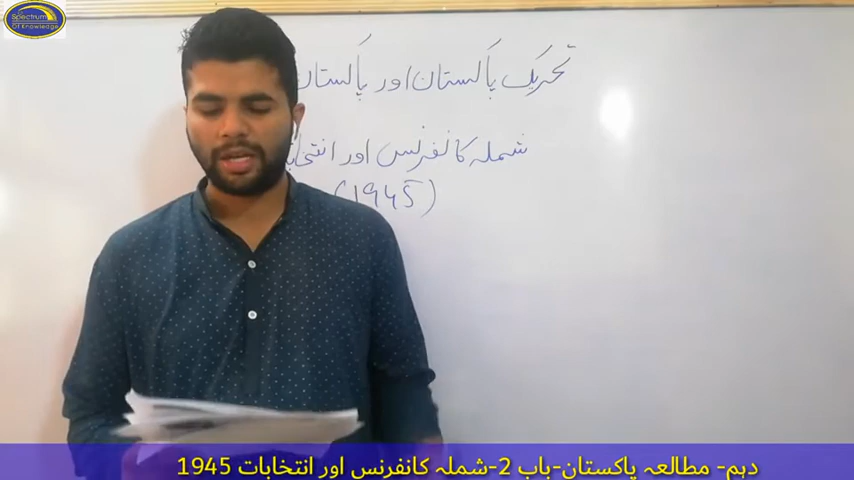 Spectrum
Of Knowledge
تحریک پاکستان اور پاکستان
شملہ کانفرنس اور
(1945)
دہم- مطالعہ پاکستان-باب 2-شملہ کانفرنس اور انتخابات 1945